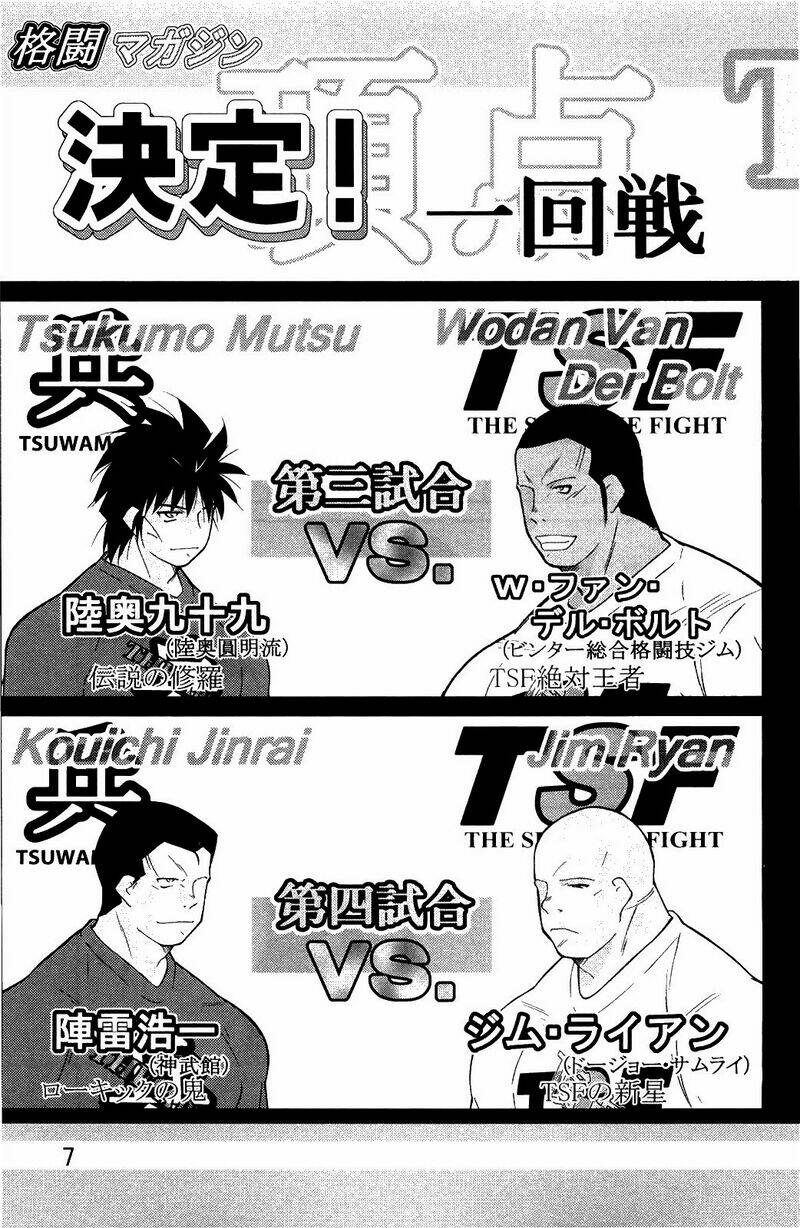 格闘マガジン
頂点 T
決定!
一回戦
Tsukumo Mutsu
兵
TSUWAM
陸奥九十九
(陸奥圓明流)
伝説の修羅
第三試合
VS.
Wodan Van
Der Bolt
TSF
THE S E FIGHT
W・ファン・
デル・ボルト
(ビンター総合格闘技ジム)
TSF絶対王者
Kouichi Jinrai
兵
TSUWAM
陣雷浩一
(神武館)
ローキックの鬼
第四試合
VS.
Jim Ryan
TSF
THE S FIGHT
ジム・ライアン
(ドージョー・サムライ)
TSFの新星
7